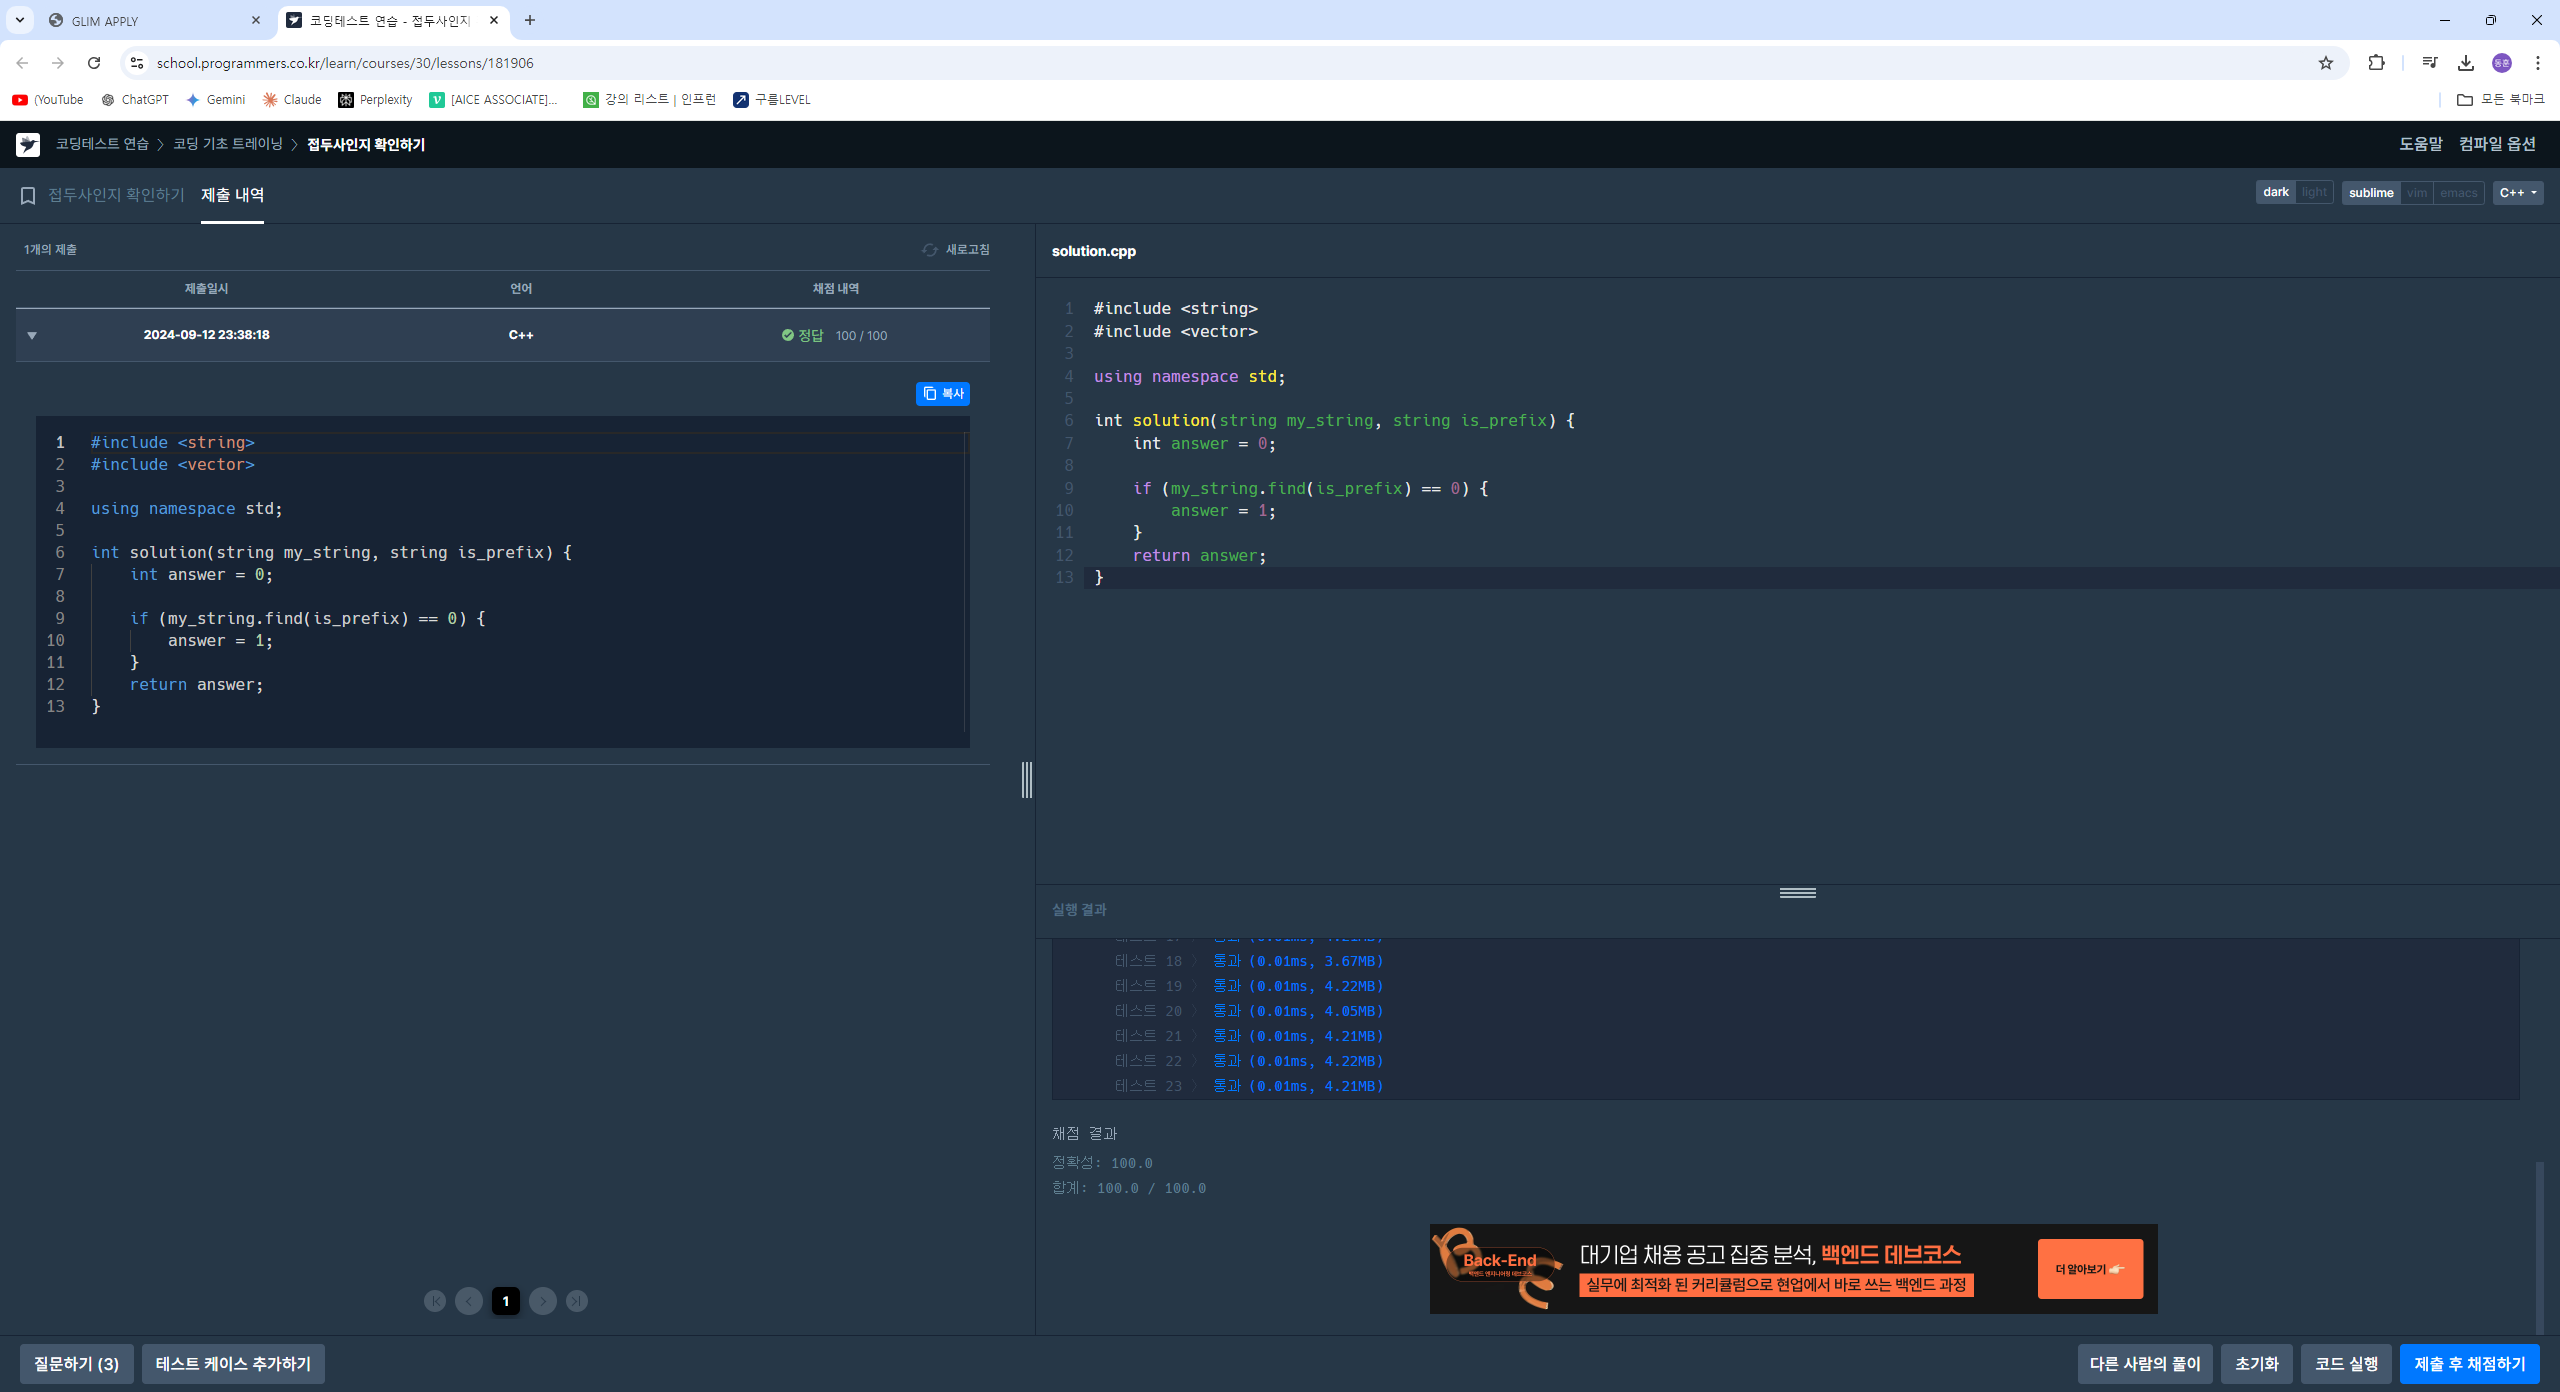 GLIM APPLY
코딩테스트 연습 - 접두사인지
school.programmers.co.kr/learn/courses/30/lessons/181906
동훈
(YouTube
ChatGPT
Gemini
Claude
Perplexity
[AICE ASSOCIATE]...
강의 리스트 | 인프런
구름LEVEL
모든 북마크
코딩테스트 연습 > 코딩 기초 트레이닝 > 접두사인지 확인하기
도움말 컴파일 옵션
접두사인지 확인하기 제출 내역
dark light sublime vim emacs C++
1개의 제출
새로고침
제출일시 언어 채점 내역
2024-09-12 23:38:18 C++ 정답 100 / 100
복사
1 #include <string>
2 #include <vector>
3
4 using namespace std;
5
6 int solution(string my_string, string is_prefix) {
7     int answer = 0;
8
9     if (my_string.find(is_prefix) == 0) {
10         answer = 1;
11     }
12     return answer;
13 }
1
질문하기 (3) 테스트 케이스 추가하기
solution.cpp
1 #include <string>
2 #include <vector>
3
4 using namespace std;
5
6 int solution(string my_string, string is_prefix) {
7     int answer = 0;
8
9     if (my_string.find(is_prefix) == 0) {
10         answer = 1;
11     }
12     return answer;
13 }
실행 결과
테스트 18 〉 통과 (0.01ms, 3.67MB)
테스트 19 〉 통과 (0.01ms, 4.22MB)
테스트 20 〉 통과 (0.01ms, 4.05MB)
테스트 21 〉 통과 (0.01ms, 4.21MB)
테스트 22 〉 통과 (0.01ms, 4.22MB)
테스트 23 〉 통과 (0.01ms, 4.21MB)
채점 결과
정확성: 100.0
합계: 100.0 / 100.0
Back-End
대기업 채용 공고 집중 분석, 백엔드 데브코스
실무에 최적화 된 커리큘럼으로 현업에서 바로 쓰는 백엔드 과정
더 알아보기
다른 사람의 풀이 초기화 코드 실행 제출 후 채점하기